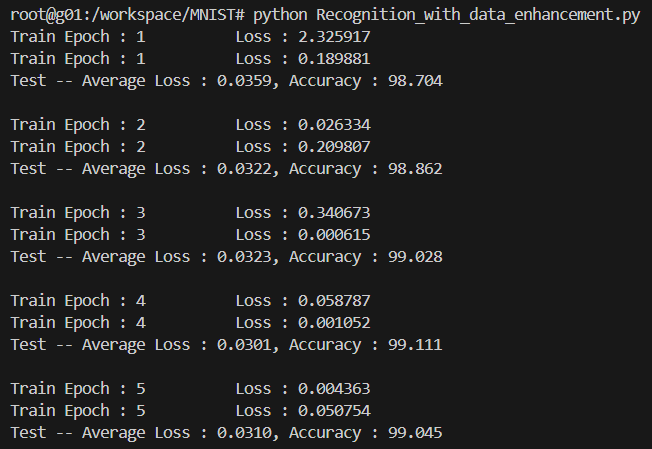 root@g01:/workspace/MNIST# python Recognition_with_data_enhancement.py
Train Epoch : 1 Loss : 2.325917
Train Epoch : 1 Loss : 0.189881
Test -- Average Loss : 0.0359, Accuracy : 98.704
Train Epoch : 2 Loss : 0.026334
Train Epoch : 2 Loss : 0.209807
Test -- Average Loss : 0.0322, Accuracy : 98.862
Train Epoch : 3 Loss : 0.340673
Train Epoch : 3 Loss : 0.000615
Test -- Average Loss : 0.0323, Accuracy : 99.028
Train Epoch : 4 Loss : 0.058787
Train Epoch : 4 Loss : 0.001052
Test -- Average Loss : 0.0301, Accuracy : 99.111
Train Epoch : 5 Loss : 0.004363
Train Epoch : 5 Loss : 0.050754
Test -- Average Loss : 0.0310, Accuracy : 99.045